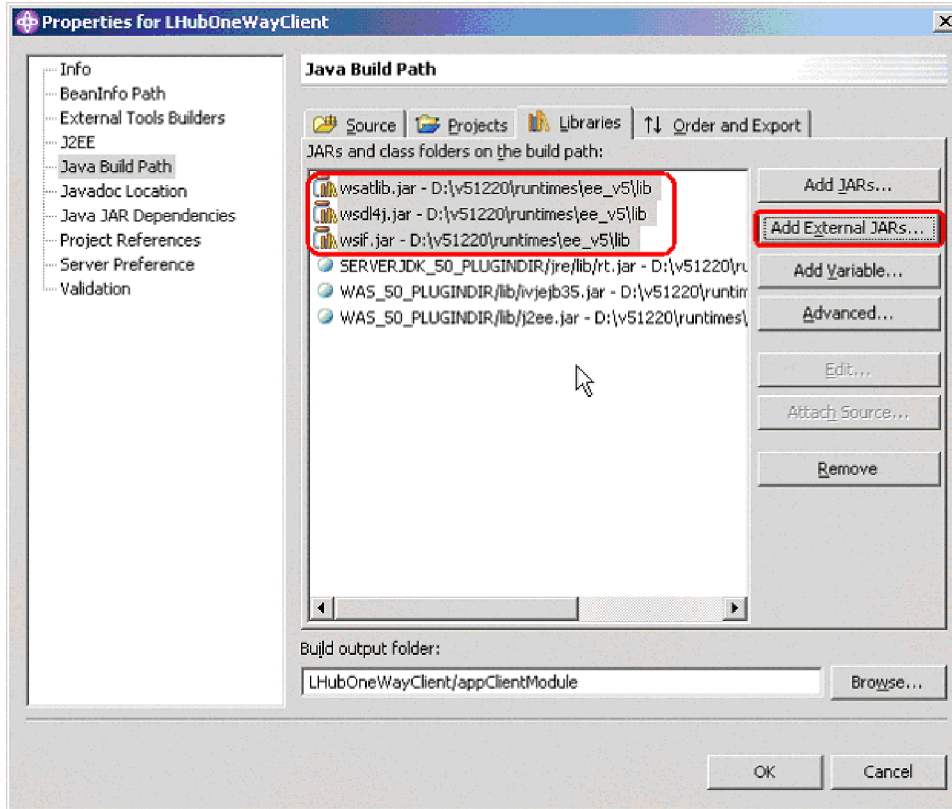 Properties for LHubOneWayClient
Info
BeanInfo Path
External Tools Builders
J2EE
Java Build Path
Javadoc Location
Java JAR Dependencies
Project References
Server Preference
Validation
Java Build Path
Source Projects Libraries Order and Export
JARs and class folders on the build path:
wsatlib.jar - D:\v51220\runtimes\ee_v5\lib
wsdl4j.jar - D:\v51220\runtimes\ee_v5\lib
wsif.jar - D:\v51220\runtimes\ee_v5\lib
SERVERJDK_50_PLUGINDIR/jre/lib/rt.jar - D:\v51220\ru
WAS_50_PLUGINDIR/lib/ivjejb35.jar - D:\v51220\runtim
WAS_50_PLUGINDIR/lib/j2ee.jar - D:\v51220\runtimes\
Add JARs...
Add External JARs...
Add Variable...
Advanced...
Edit...
Attach Source...
Remove
Build output folder:
LHubOneWayClient/appClientModule
Browse...
OK
Cancel